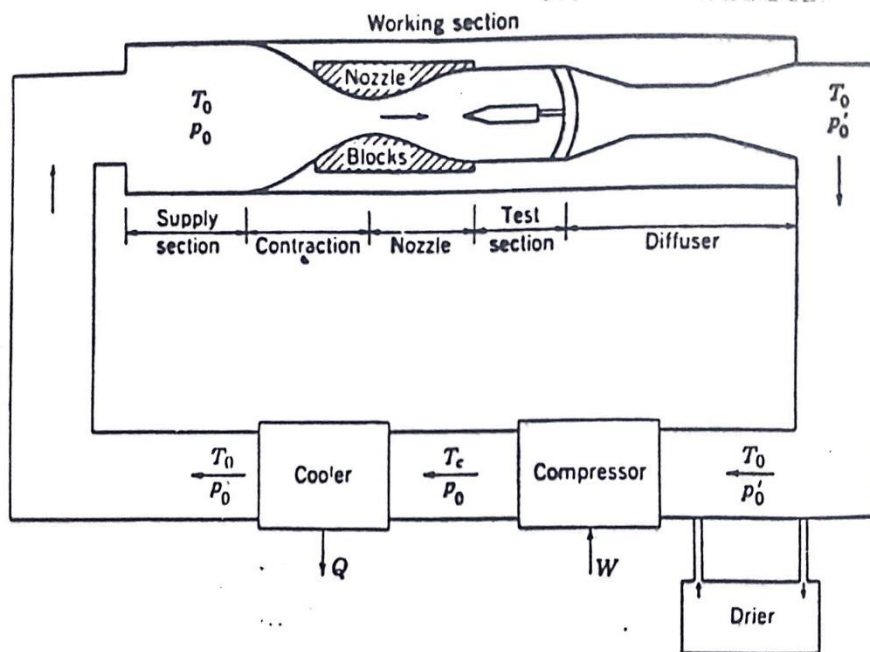 Working section
Nozzle
T₀
p₀
T₀
p₀′
Blocks
Supply
section
Contraction
Nozzle
Test
section
Diffuser
T₀
p₀
Cooler
T_c
p₀
Compressor
T₀
p₀′
Q
W
Drier